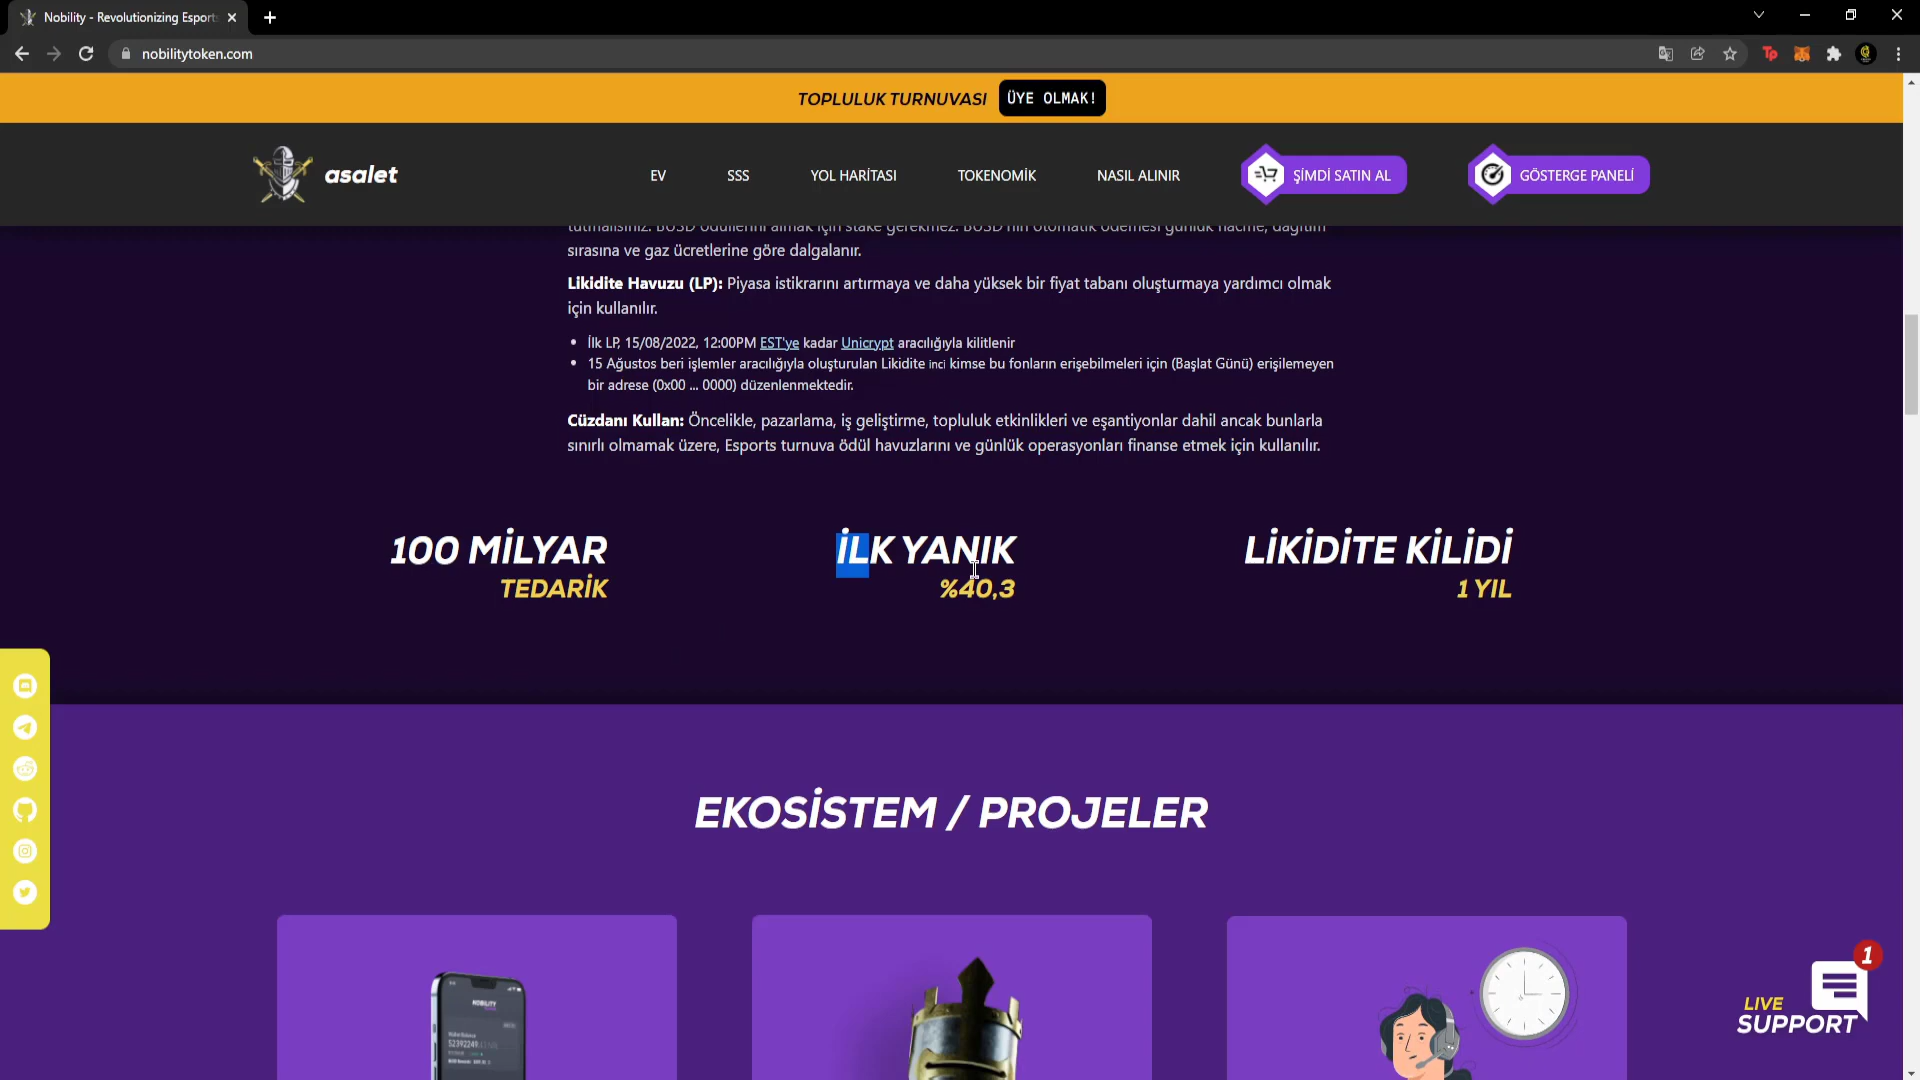 Nobility - Revolutionizing Esport
nobilitytoken.com
TOPLULUK TURNUVASI ÜYE OLMAK!
asalet
EV
SSS
YOL HARİTASI
TOKENOMİK
NASIL ALINIR
ŞİMDİ SATIN AL
GÖSTERGE PANELİ
tutmalısınız. BUSD ödüllerini almak için stake gerekmez. BUSD'nin otomatik ödemesi günlük hacme, dağıtım
sırasına ve gaz ücretlerine göre dalgalanır.
Likidite Havuzu (LP): Piyasa istikrarını artırmaya ve daha yüksek bir fiyat tabanı oluşturmaya yardımcı olmak
için kullanılır.
• İlk LP, 15/08/2022, 12:00PM EST'ye kadar Unicrypt aracılığıyla kilitlenir
• 15 Ağustos beri işlemler aracılığıyla oluşturulan Likidite inci kimse bu fonların erişebilmeleri için (Başlat Günü) erişilemeyen
bir adrese (0x00 ... 0000) düzenlenmektedir.
Cüzdanı Kullan: Öncelikle, pazarlama, iş geliştirme, topluluk etkinlikleri ve eşantiyonlar dahil ancak bunlarla
sınırlı olmamak üzere, Esports turnuva ödül havuzlarını ve günlük operasyonları finanse etmek için kullanılır.
100 MİLYAR
TEDARİK
İLK YANIK
%40,3
LİKİDİTE KİLİDİ
1 YIL
EKOSİSTEM / PROJELER
NOBILITY
1
LIVE
SUPPORT